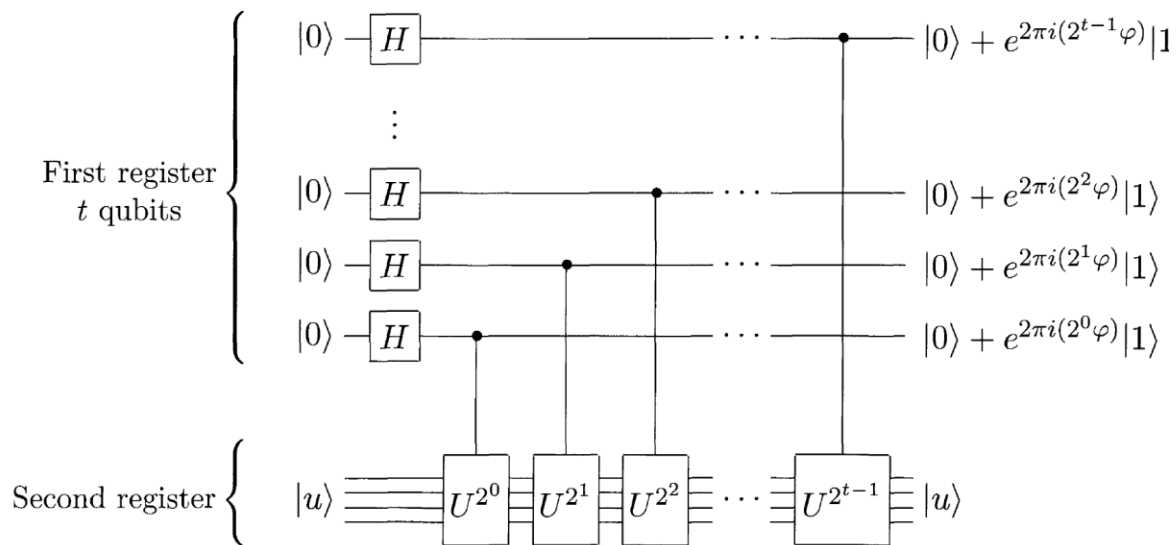 |0⟩ H ··· |0⟩ + e^{2πi(2^{t−1}φ)}|1
⋮
First register
t qubits
|0⟩ H ··· |0⟩ + e^{2πi(2^2φ)}|1⟩
|0⟩ H ··· |0⟩ + e^{2πi(2^1φ)}|1⟩
|0⟩ H ··· |0⟩ + e^{2πi(2^0φ)}|1⟩
Second register |u⟩ U^{2^0} U^{2^1} U^{2^2} ··· U^{2^{t−1}} |u⟩